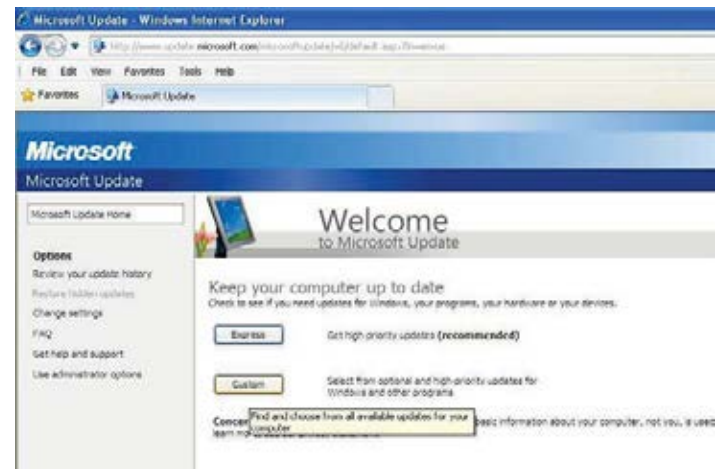 Microsoft Update - Windows Internet Explorer
File Edit View Favorites Tools Help
Favorites Microsoft Update
Microsoft
Microsoft Update
Microsoft Update Home
Welcome
to Microsoft Update
Options
Review your update history
Restore hidden updates
Change settings
FAQ
Get help and support
Use administrator options
Keep your computer up to date
Check to see if you need updates for Windows, your programs, your hardware or your devices.
Express Get high priority updates (recommended)
Custom Select from optional and high-priority updates for
Windows and other programs
Find and choose from all available updates for your
computer
basic information about your computer, not you, is used
learn